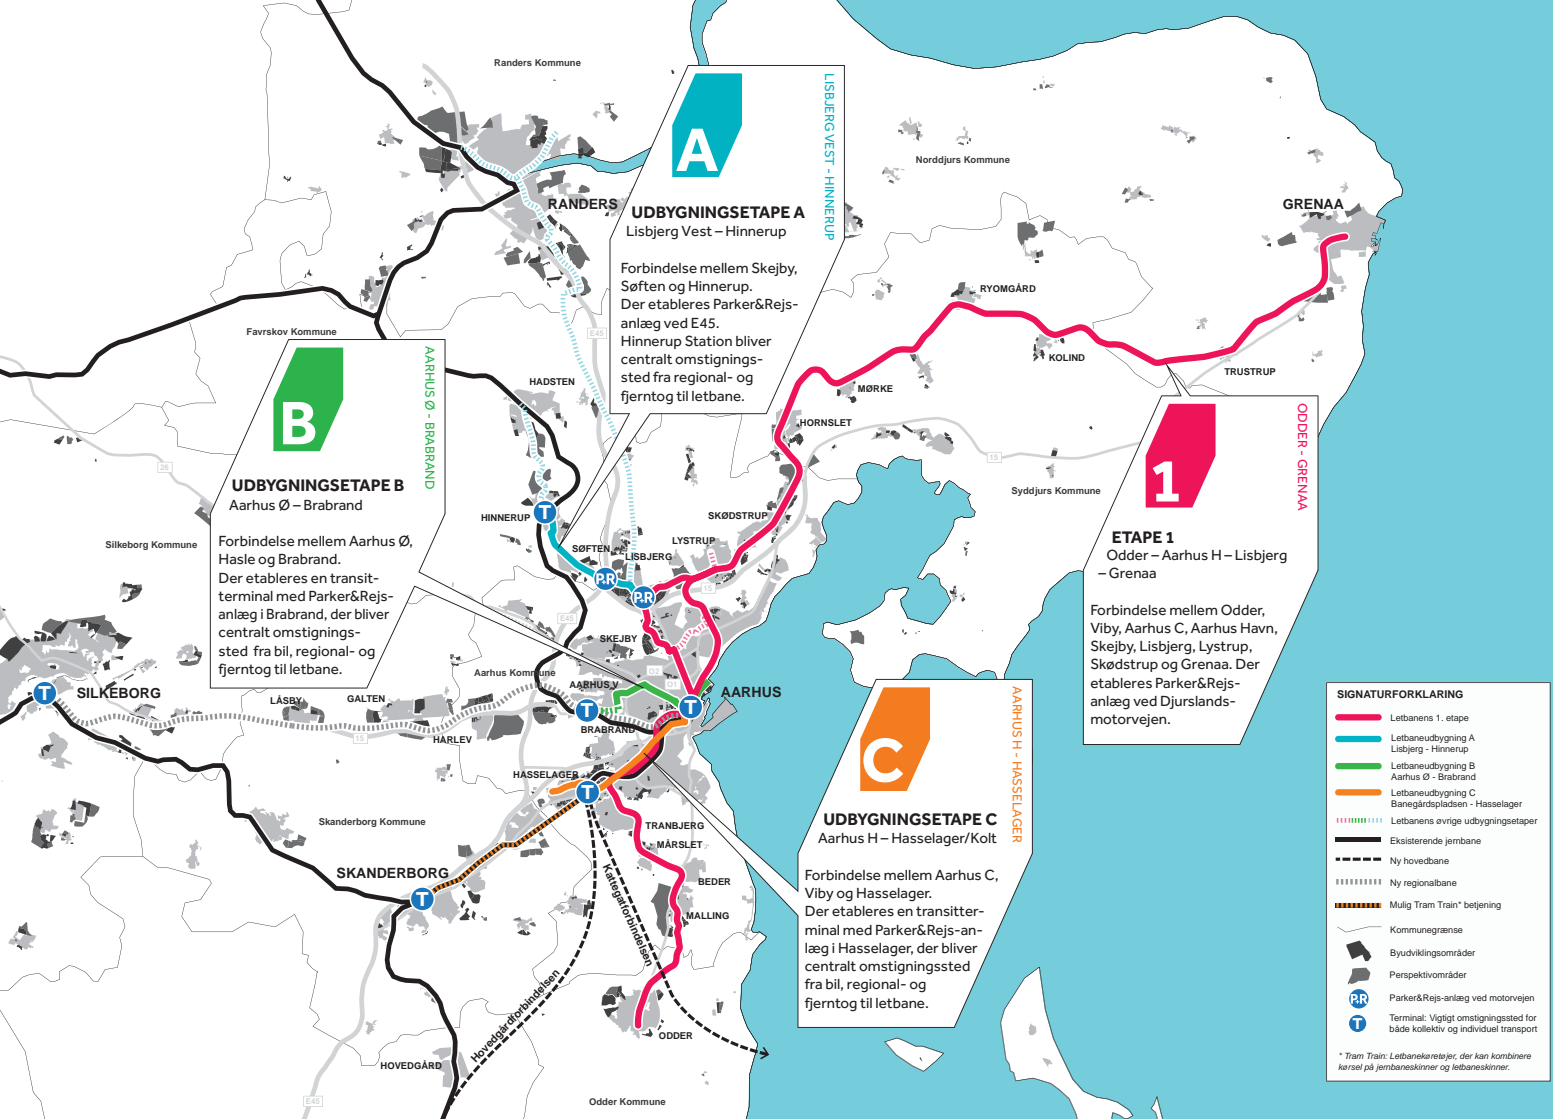 Randers Kommune
Norddjurs Kommune
RANDERS
GRENAA
A
LISBJERG VEST - HINNERUP
UDBYGNINGSETAPE A
Lisbjerg Vest – Hinnerup
Forbindelse mellem Skejby,
Søften og Hinnerup.
Der etableres Parker&Rejs-
anlæg ved E45.
Hinnerup Station bliver
centralt omstignings-
sted fra regional- og
fjerntog til letbane.
RYOMGÅRD
KOLIND
TRUSTRUP
MØRKE
HORNSLET
Favrskov Kommune
E45
HADSTEN
B
AARHUS Ø - BRABRAND
UDBYGNINGSETAPE B
Aarhus Ø – Brabrand
Forbindelse mellem Aarhus Ø,
Hasle og Brabrand.
Der etableres en transit-
terminal med Parker&Rejs-
anlæg i Brabrand, der bliver
centralt omstignings-
sted fra bil, regional- og
fjerntog til letbane.
1
ODDER - GRENAA
ETAPE 1
Odder – Aarhus H – Lisbjerg
– Grenaa
Forbindelse mellem Odder,
Viby, Aarhus C, Aarhus Havn,
Skejby, Lisbjerg, Lystrup,
Skødstrup og Grenaa. Der
etableres Parker&Rejs-
anlæg ved Djurslands-
motorvejen.
26
15
Syddjurs Kommune
Silkeborg Kommune
HINNERUP
T
SKØDSTRUP
LYSTRUP
SØFTEN
LISBJERG
P+R
P+R
15
E45
SKEJBY
O2
O1
Aarhus Kommune
AARHUS V
AARHUS
T
T
BRABRAND
T
SILKEBORG
LÅSBY
GALTEN
15
HARLEV
HASSELAGER
T
Skanderborg Kommune
TRANBJERG
MÅRSLET
BEDER
MALLING
SKANDERBORG
T
Kattegatforbindelsen
Hovedgårdforbindelsen
ODDER
HOVEDGÅRD
E45
Odder Kommune
C
AARHUS H - HASSELAGER
UDBYGNINGSETAPE C
Aarhus H – Hasselager/Kolt
Forbindelse mellem Aarhus C,
Viby og Hasselager.
Der etableres en transitter-
minal med Parker&Rejs-an-
læg i Hasselager, der bliver
centralt omstigningssted
fra bil, regional- og
fjerntog til letbane.
SIGNATURFORKLARING
Letbanens 1. etape
Letbaneudbygning A
Lisbjerg - Hinnerup
Letbaneudbygning B
Aarhus Ø - Brabrand
Letbaneudbygning C
Banegårdspladsen - Hasselager
Letbanens øvrige udbygningsetaper
Eksisterende jernbane
Ny hovedbane
Ny regionalbane
Mulig Tram Train* betjening
Kommunegrænse
Byudviklingsområder
Perspektivområder
P+R
Parker&Rejs-anlæg ved motorvejen
T
Terminal: Vigtigt omstigningssted for
både kollektiv og individuel transport
* Tram Train: Letbanekøretøjer, der kan kombinere
kørsel på jernbaneskinner og letbaneskinner.